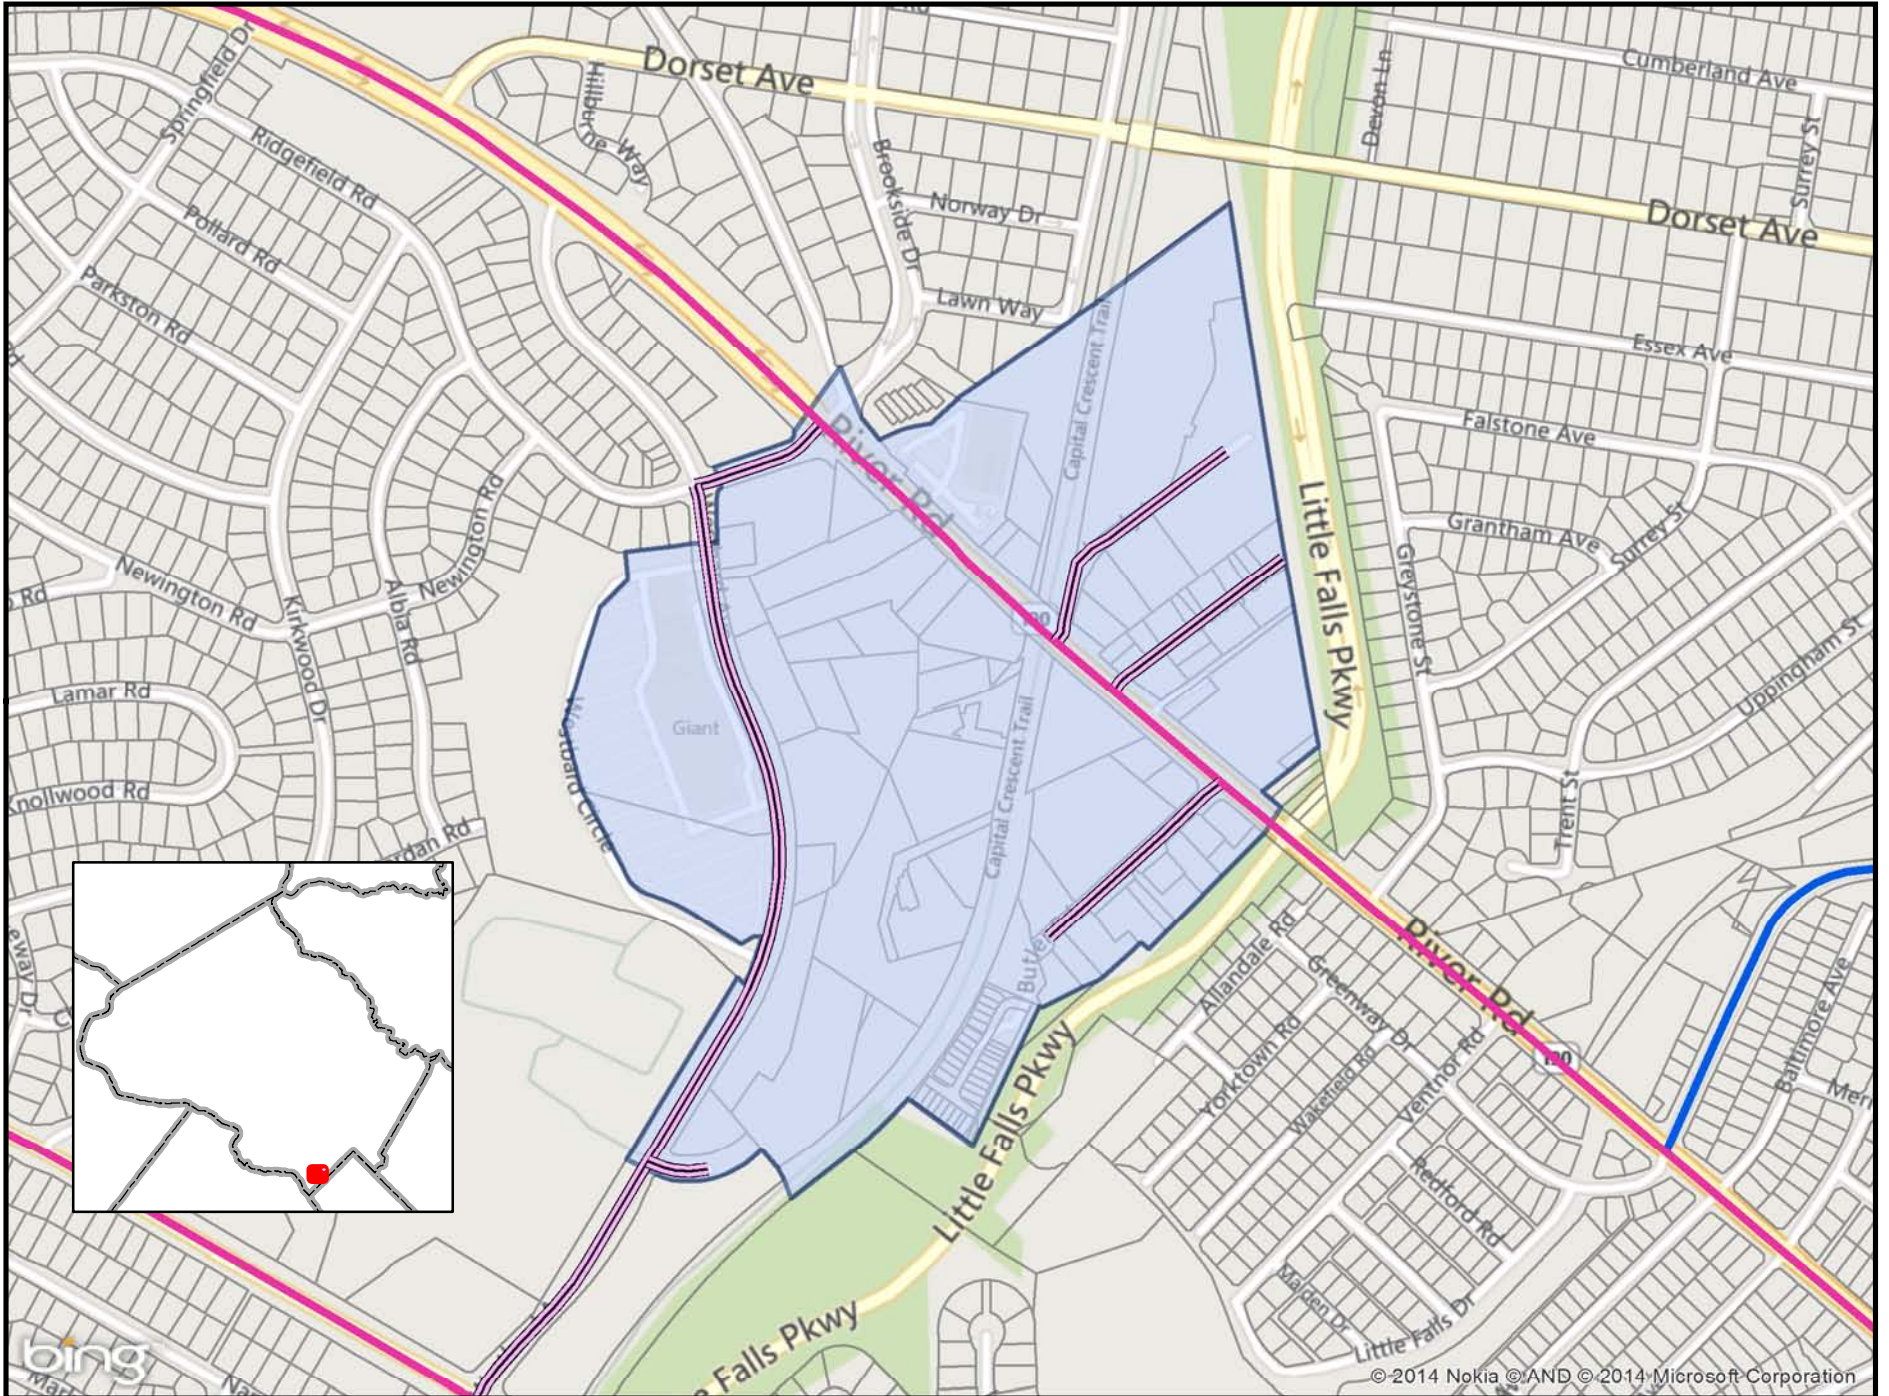 Dorset Ave
Cumberland Ave
Springfield Dr
Hillburne Way
Devon Ln
Surrey St
Ridgefield Rd
Brookside Dr
Norway Dr
Dorset Ave
Pollard Rd
Parkston Rd
Lawn Way
Capital Crescent Trail
Essex Ave
River Rd
Falstone Ave
Newington Rd
Little Falls Pkwy
Grantham Ave
Surrey St
Newington Rd
Kirkwood Dr
Albia Rd
Greystone St
190
Uppingham St
Lamar Rd
Giant
Westbard Circle
Capital Crescent Trail
Knollwood Rd
Trent St
Allandale Rd
Greenway Dr
River Rd
190
Baltimore Ave
Little Falls Pkwy
Yorktown Rd
Wakefield Rd
Ventnor Rd
Redford Rd
Maiden Dr
Little Falls Dr
e Falls Pkwy
bing
© 2014 Nokia © AND © 2014 Microsoft Corporation